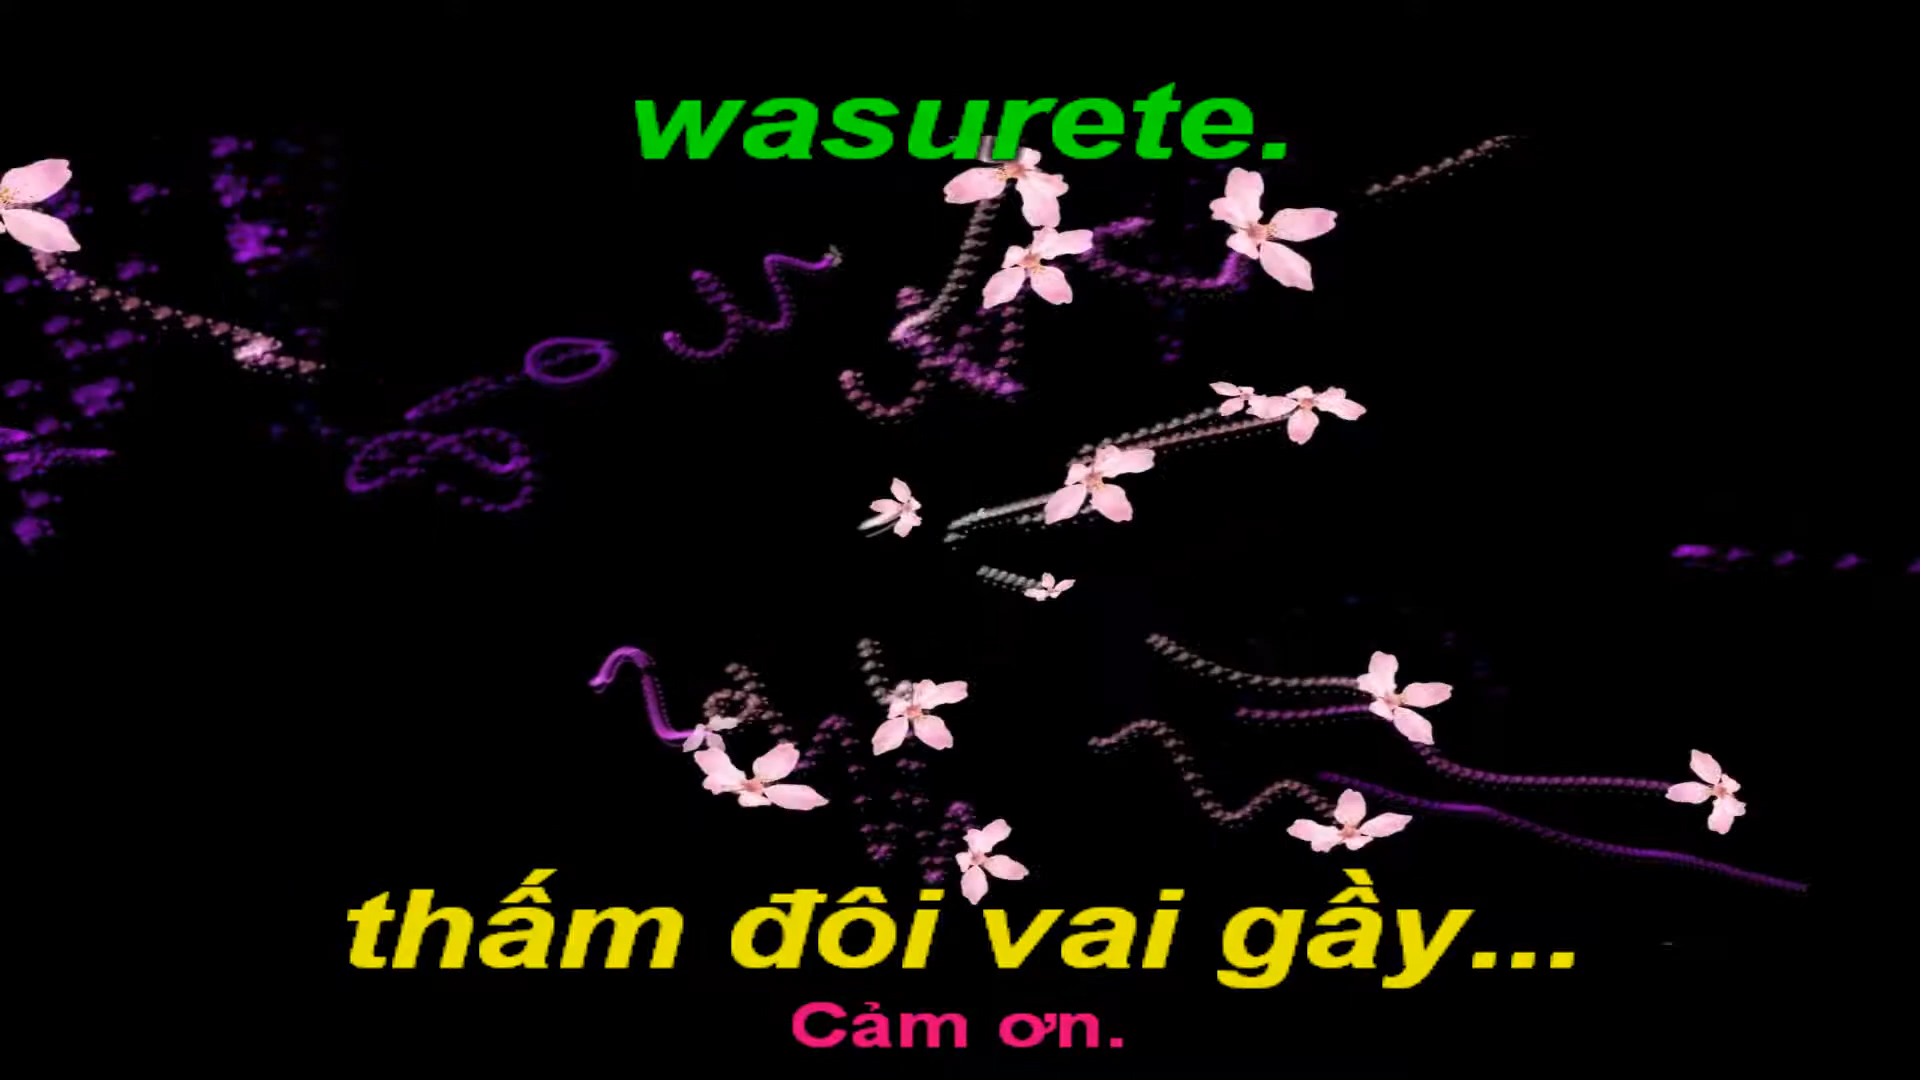 wasurete.
thấm đôi vai gầy...
Cảm ơn.